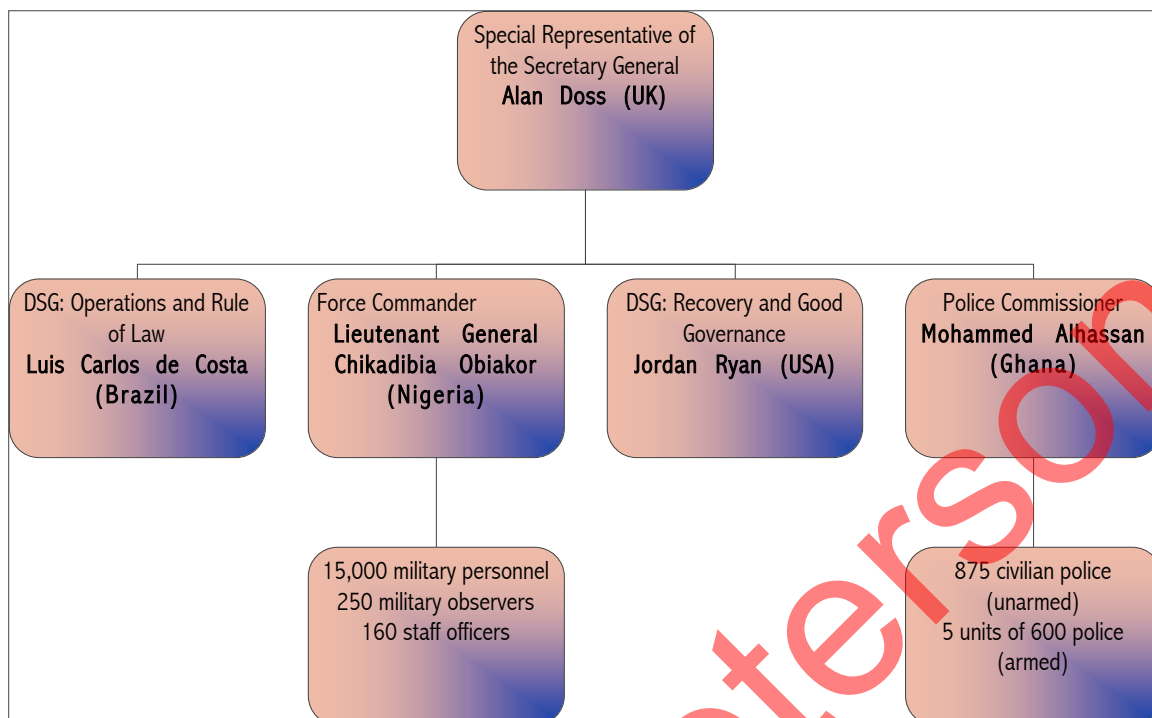 Special Representative of
the Secretary General
Alan Doss (UK)
DSG: Operations and Rule
of Law
Luis Carlos de Costa
(Brazil)
Force Commander
Lieutenant General
Chikadibia Obiakor
(Nigeria)
DSG: Recovery and Good
Governance
Jordan Ryan (USA)
Police Commissioner
Mohammed Alhassan
(Ghana)
15,000 military personnel
250 military observers
160 staff officers
875 civilian police
(unarmed)
5 units of 600 police
(armed)